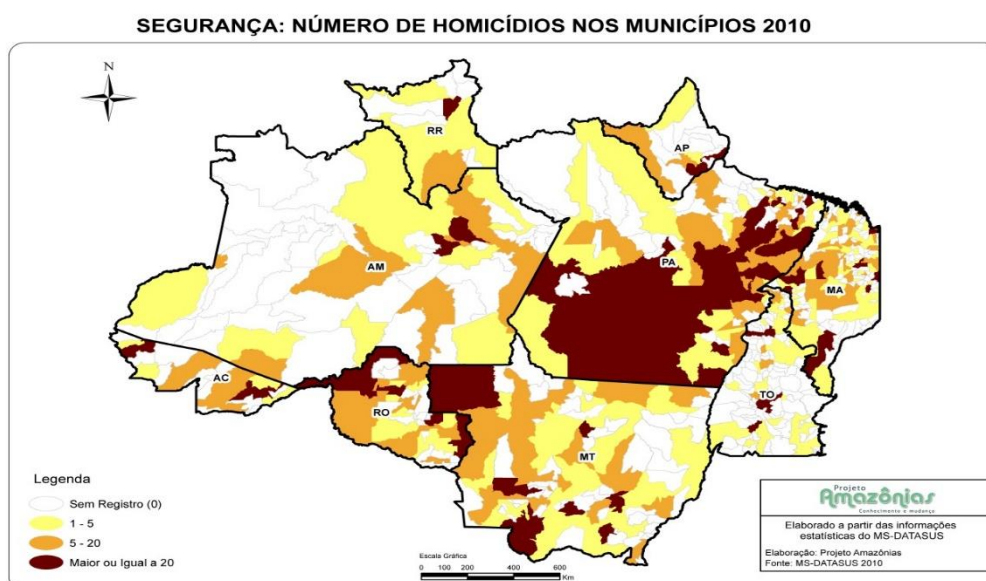 SEGURANÇA: NÚMERO DE HOMICÍDIOS NOS MUNICÍPIOS 2010
N
RR
AP
AM
PA
MA
AC
RO
TO
MT
Legenda
Sem Registro (0)
1 - 5
5 - 20
Maior ou Igual a 20
Escala Gráfica
0 100 200 400 600
Km
Projeto
Amazônias
Conhecimento e mudança
Elaborado a partir das informações
estatísticas do MS-DATASUS
Elaboração: Projeto Amazônias
Fonte: MS-DATASUS 2010